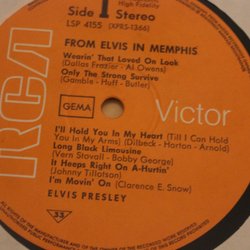 High Fidelity
Side 1 Stereo
LSP 4155 (XPRS-1366)
FROM ELVIS IN MEMPHIS
Wearin' That Loved On Look
(Dallas Frazier - Al. Owens)
Only The Strong Survive
(Gamble - Huff - Butler)
RCA
GEMA
Victor
I'll Hold You In My Heart (Till I Can Hold
You In My Arms) (Dilbeck - Horton - Arnold)
Long Black Limousine
(Vern Stovall - Bobby George)
It Keeps Right On A-Hurtin'
(Johnny Tillotson)
I'm Movin' On (Clarence E. Snow)
ELVIS PRESLEY
33